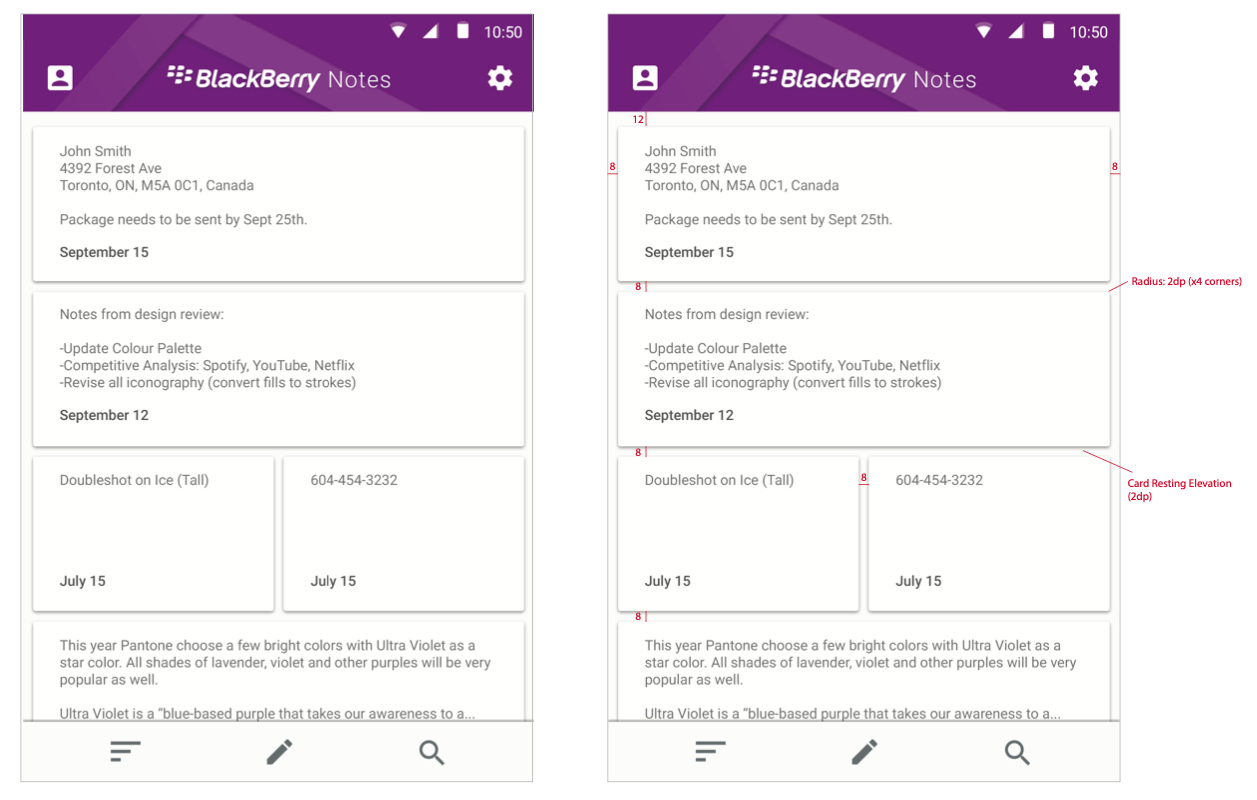 10:50
BlackBerry Notes
John Smith
4392 Forest Ave
Toronto, ON, M5A 0C1, Canada
Package needs to be sent by Sept 25th.
September 15
Notes from design review:
-Update Colour Palette
-Competitive Analysis: Spotify, YouTube, Netflix
-Revise all iconography (convert fills to strokes)
September 12
Doubleshot on Ice (Tall)
July 15
604-454-3232
July 15
This year Pantone choose a few bright colors with Ultra Violet as a
star color. All shades of lavender, violet and other purples will be very
popular as well.
Ultra Violet is a “blue-based purple that takes our awareness to a...
10:50
BlackBerry Notes
12
8
8
John Smith
4392 Forest Ave
Toronto, ON, M5A 0C1, Canada
Package needs to be sent by Sept 25th.
September 15
8
Radius: 2dp (x4 corners)
Notes from design review:
-Update Colour Palette
-Competitive Analysis: Spotify, YouTube, Netflix
-Revise all iconography (convert fills to strokes)
September 12
8
Card Resting Elevation
(2dp)
Doubleshot on Ice (Tall)
July 15
8
604-454-3232
July 15
8
This year Pantone choose a few bright colors with Ultra Violet as a
star color. All shades of lavender, violet and other purples will be very
popular as well.
Ultra Violet is a “blue-based purple that takes our awareness to a...